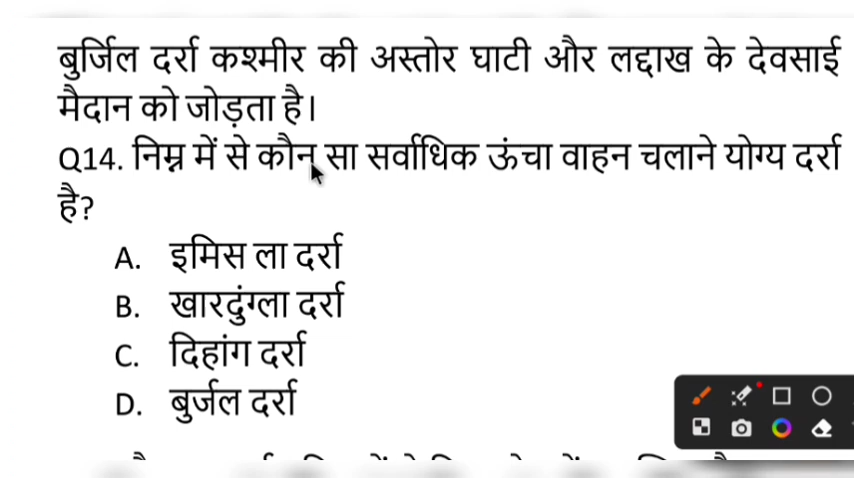 बुर्जिल दर्रा कश्मीर की अस्तोर घाटी और लद्दाख के देवसाई
मैदान को जोड़ता है।
Q14. निम्न में से कौन सा सर्वाधिक ऊंचा वाहन चलाने योग्य दर्रा
है?
A. इमिस ला दर्रा
B. खारदुंग्ला दर्रा
C. दिहांग दर्रा
D. बुर्जल दर्रा